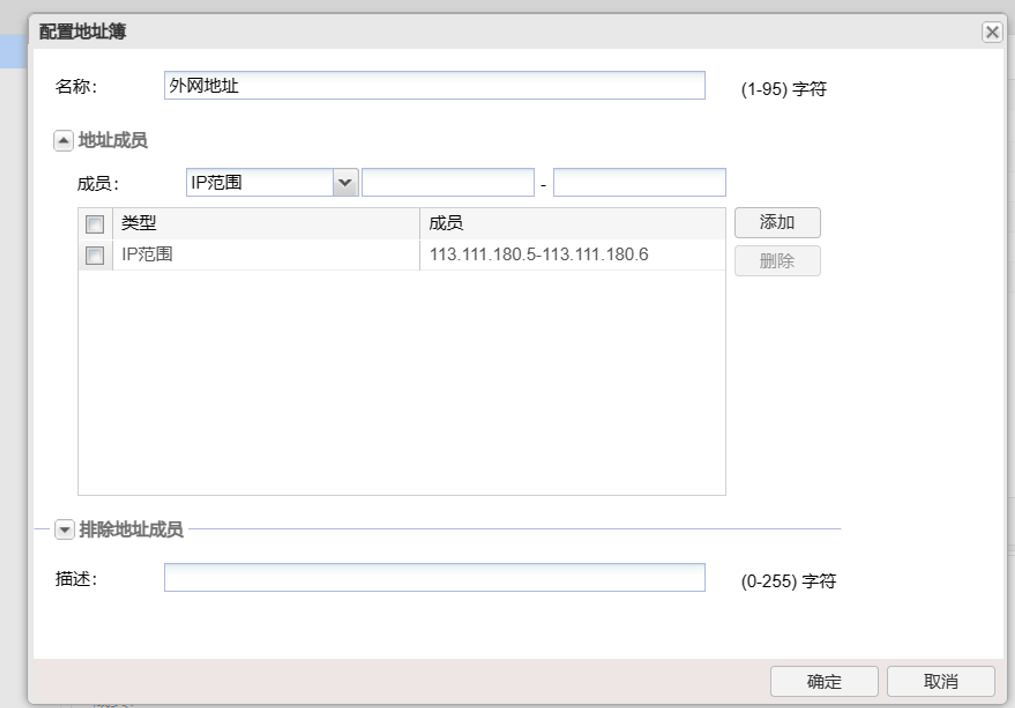 配置地址簿
名称： 外网地址 (1-95) 字符
地址成员
成员： IP范围 -
类型 成员 添加
IP范围 113.111.180.5-113.111.180.6 删除
排除地址成员
描述： (0-255) 字符
确定 取消